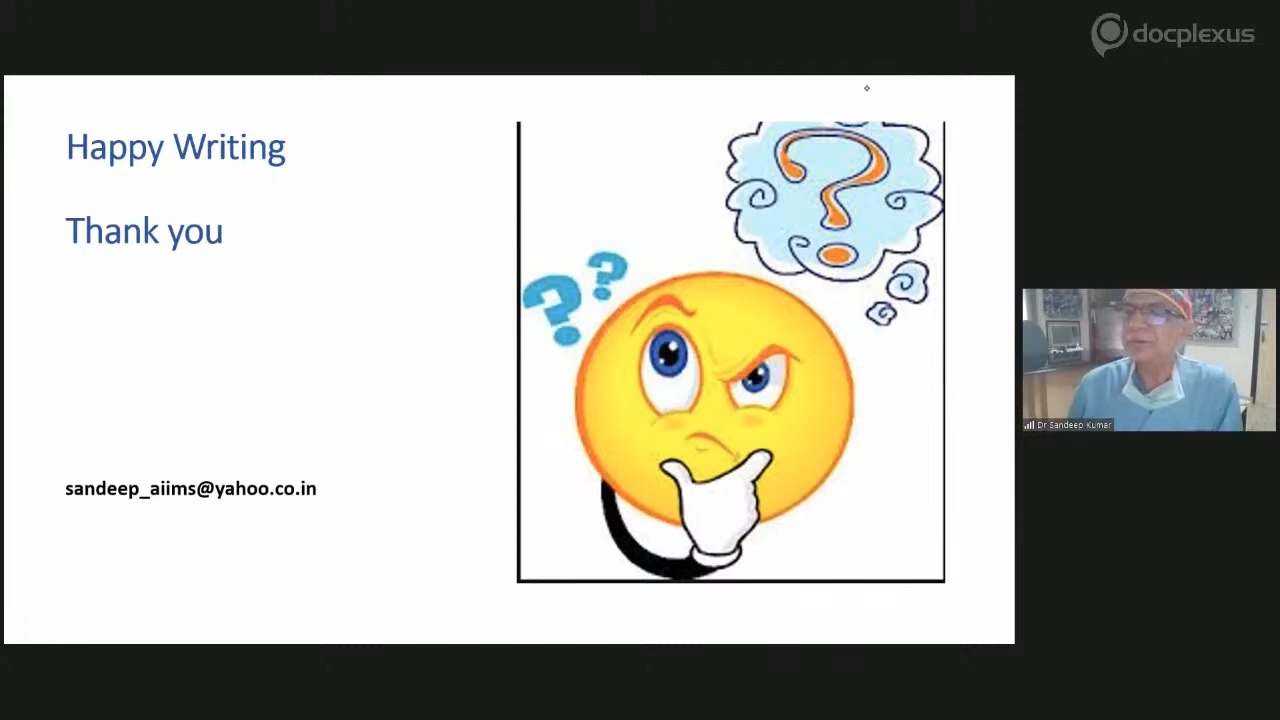 docplexus
Happy Writing
Thank you
? ? ?
sandeep_aiims@yahoo.co.in
Dr Sandeep Kumar